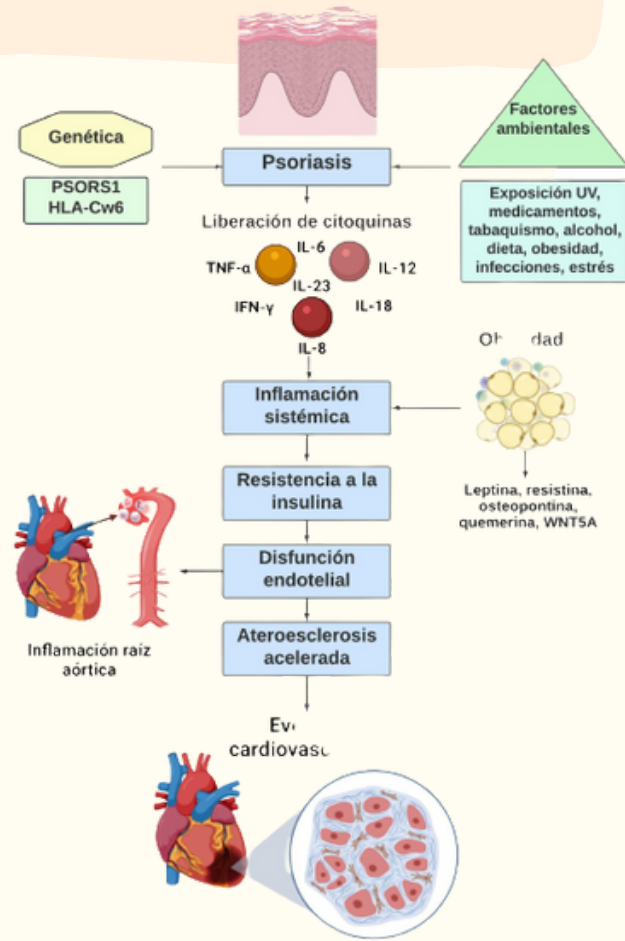 Genética
PSORS1
HLA-Cw6
Psoriasis
Factores
ambientales
Exposición UV,
medicamentos,
tabaquismo, alcohol,
dieta, obesidad,
infecciones, estrés
Liberación de citoquinas
IL-6
TNF-α
IL-12
IL-23
IFN-γ
IL-18
IL-8
Inflamación
sistémica
Leptina, resistina,
osteopontina,
quemerina, WNT5A
Resistencia a la
insulina
Disfunción
endotelial
Inflamación raíz
aórtica
Ateroesclerosis
acelerada